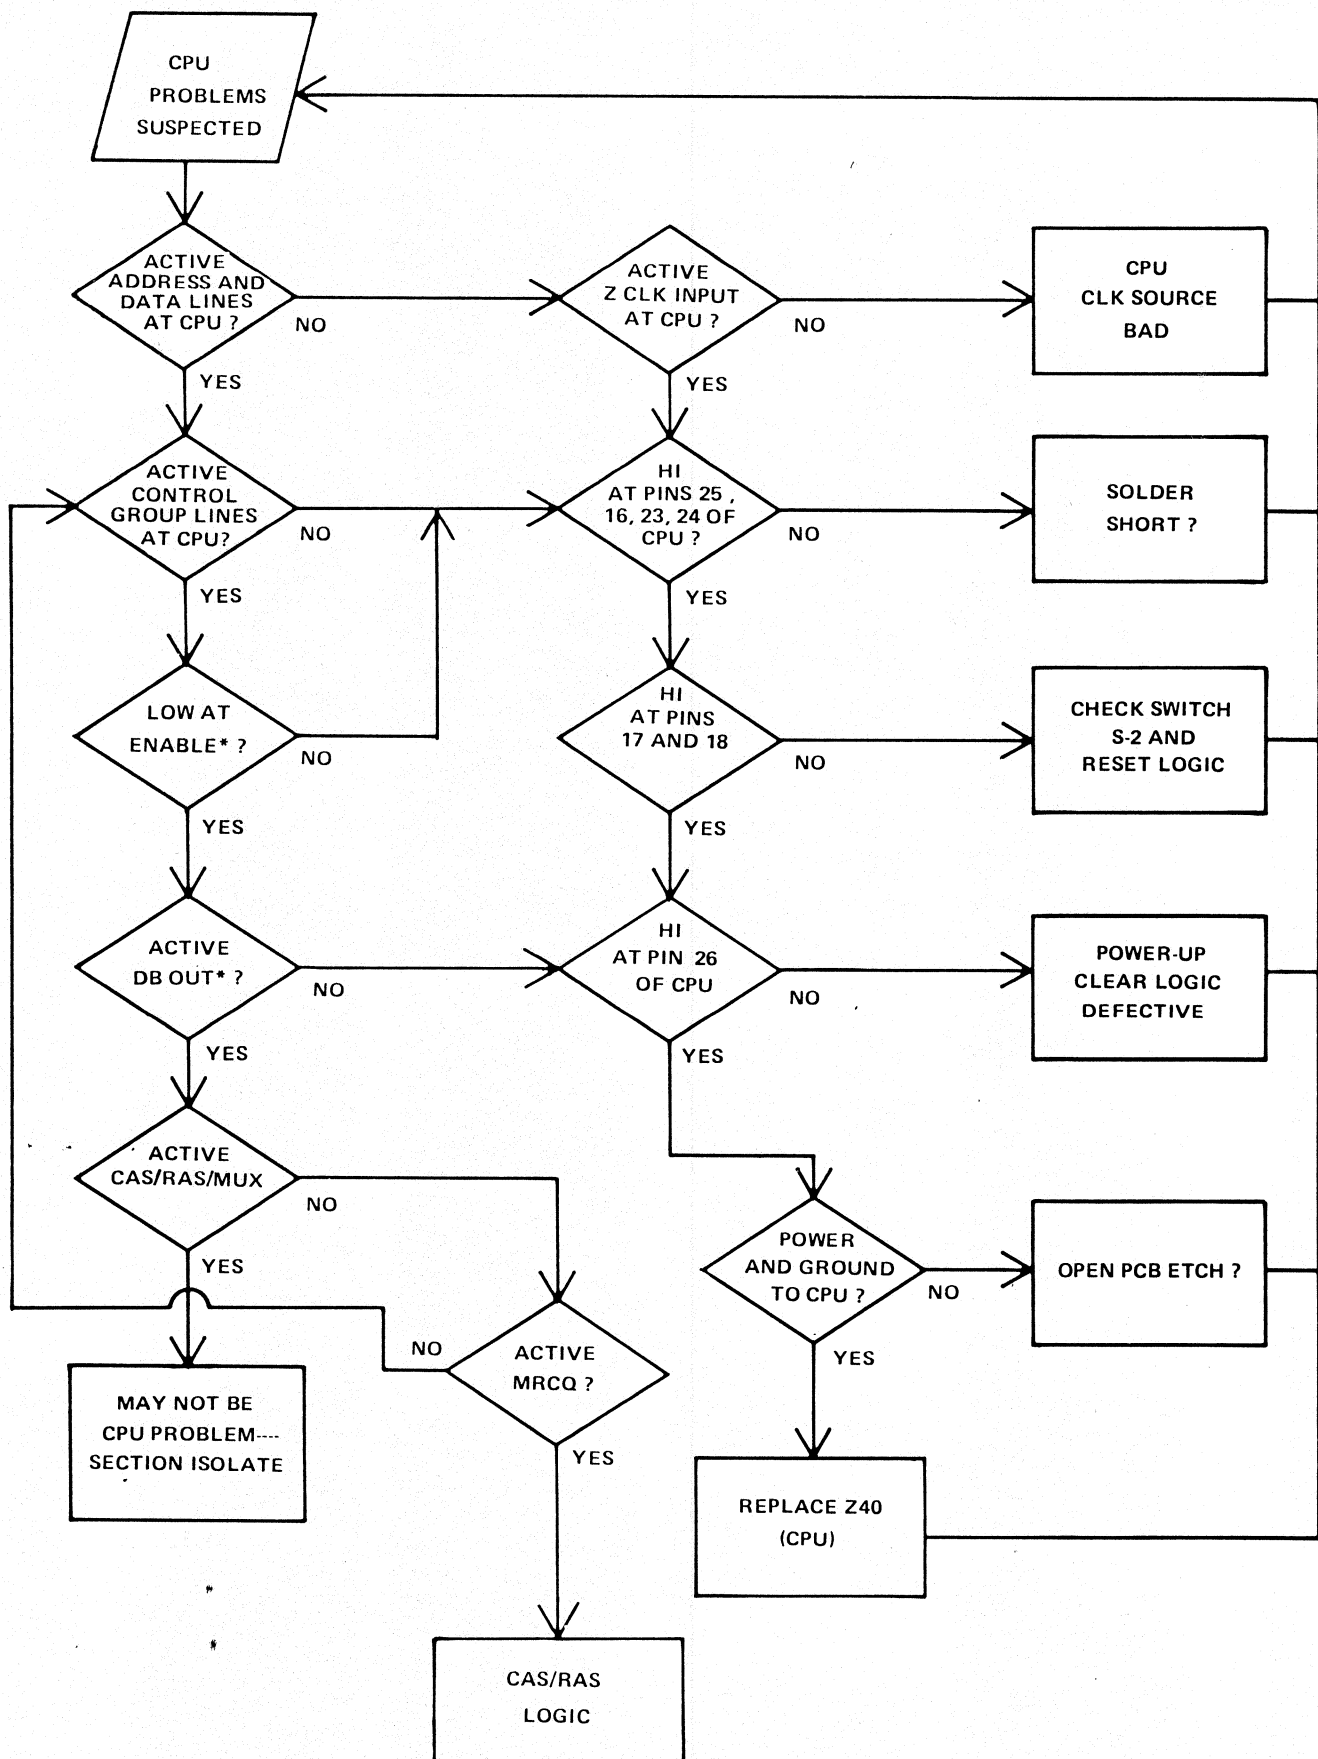 CPU
PROBLEMS
SUSPECTED
ACTIVE
ADDRESS AND
DATA LINES
AT CPU ?
NO
YES
ACTIVE
Z CLK INPUT
AT CPU ?
NO
YES
CPU
CLK SOURCE
BAD
ACTIVE
CONTROL
GROUP LINES
AT CPU?
NO
YES
HI
AT PINS 25 ,
16, 23, 24 OF
CPU ?
NO
YES
SOLDER
SHORT ?
LOW AT
ENABLE* ?
NO
YES
HI
AT PINS
17 AND 18
NO
YES
CHECK SWITCH
S-2 AND
RESET LOGIC
ACTIVE
DB OUT* ?
NO
YES
HI
AT PIN 26
OF CPU
NO
YES
POWER-UP
CLEAR LOGIC
DEFECTIVE
ACTIVE
CAS/RAS/MUX
NO
YES
POWER
AND GROUND
TO CPU ?
NO
YES
OPEN PCB ETCH ?
NO
ACTIVE
MRCQ ?
YES
MAY NOT BE
CPU PROBLEM----
SECTION ISOLATE
REPLACE Z40
(CPU)
CAS/RAS
LOGIC